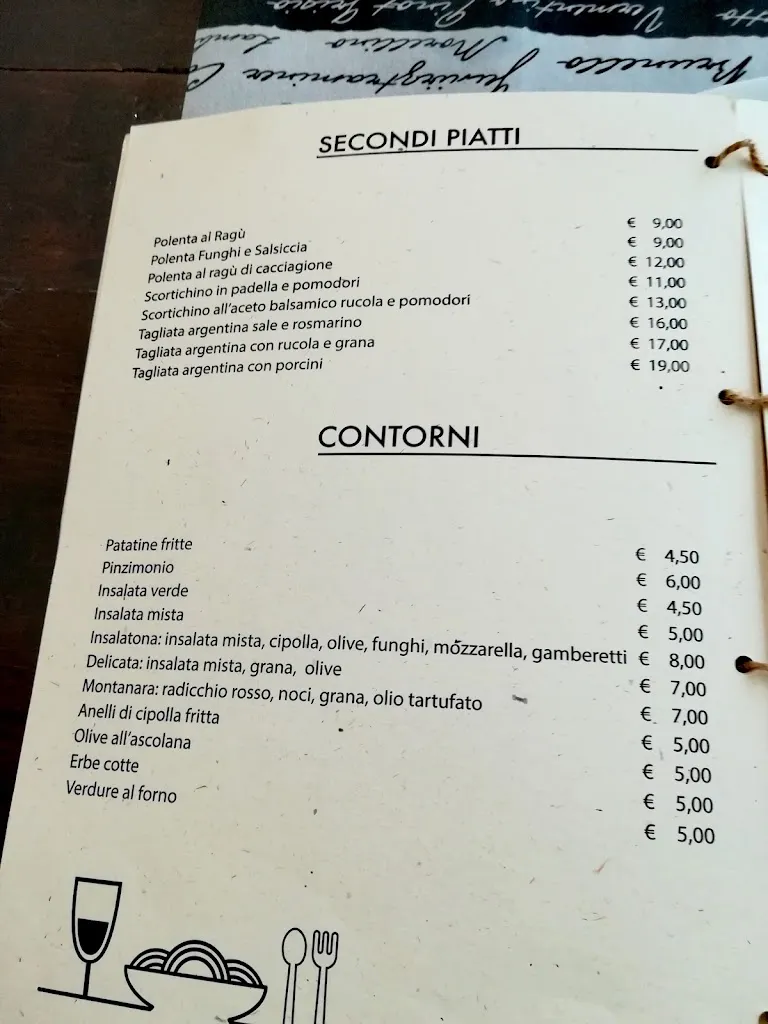 Brunello Gewürztraminer
Morellino
Vermentino Pinot Grigio
SECONDI PIATTI
Polenta al Ragù € 9,00
Polenta Funghi e Salsiccia € 9,00
Polenta al ragù di cacciagione € 12,00
Scortichino in padella e pomodori € 11,00
Scortichino all'aceto balsamico rucola e pomodori € 13,00
Tagliata argentina sale e rosmarino € 16,00
Tagliata argentina con rucola e grana € 17,00
Tagliata argentina con porcini € 19,00
CONTORNI
Patatine fritte € 4,50
Pinzimonio € 6,00
Insalata verde € 4,50
Insalata mista € 5,00
Insalatona: insalata mista, cipolla, olive, funghi, mozzarella, gamberetti € 8,00
Delicata: insalata mista, grana, olive € 7,00
Montanara: radicchio rosso, noci, grana, olio tartufato € 7,00
Anelli di cipolla fritta € 5,00
Olive all'ascolana € 5,00
Erbe cotte € 5,00
Verdure al forno € 5,00